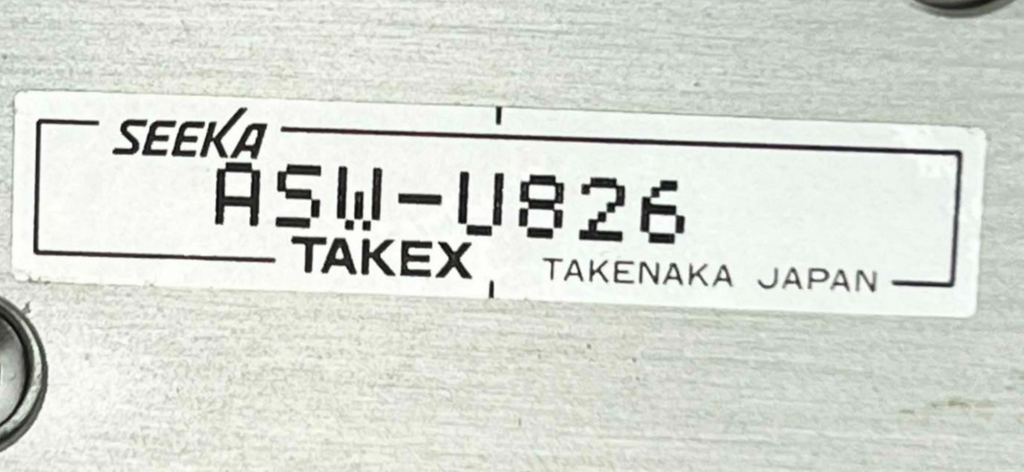 SEEKA
ASW-U826
TAKEX TAKENAKA JAPAN